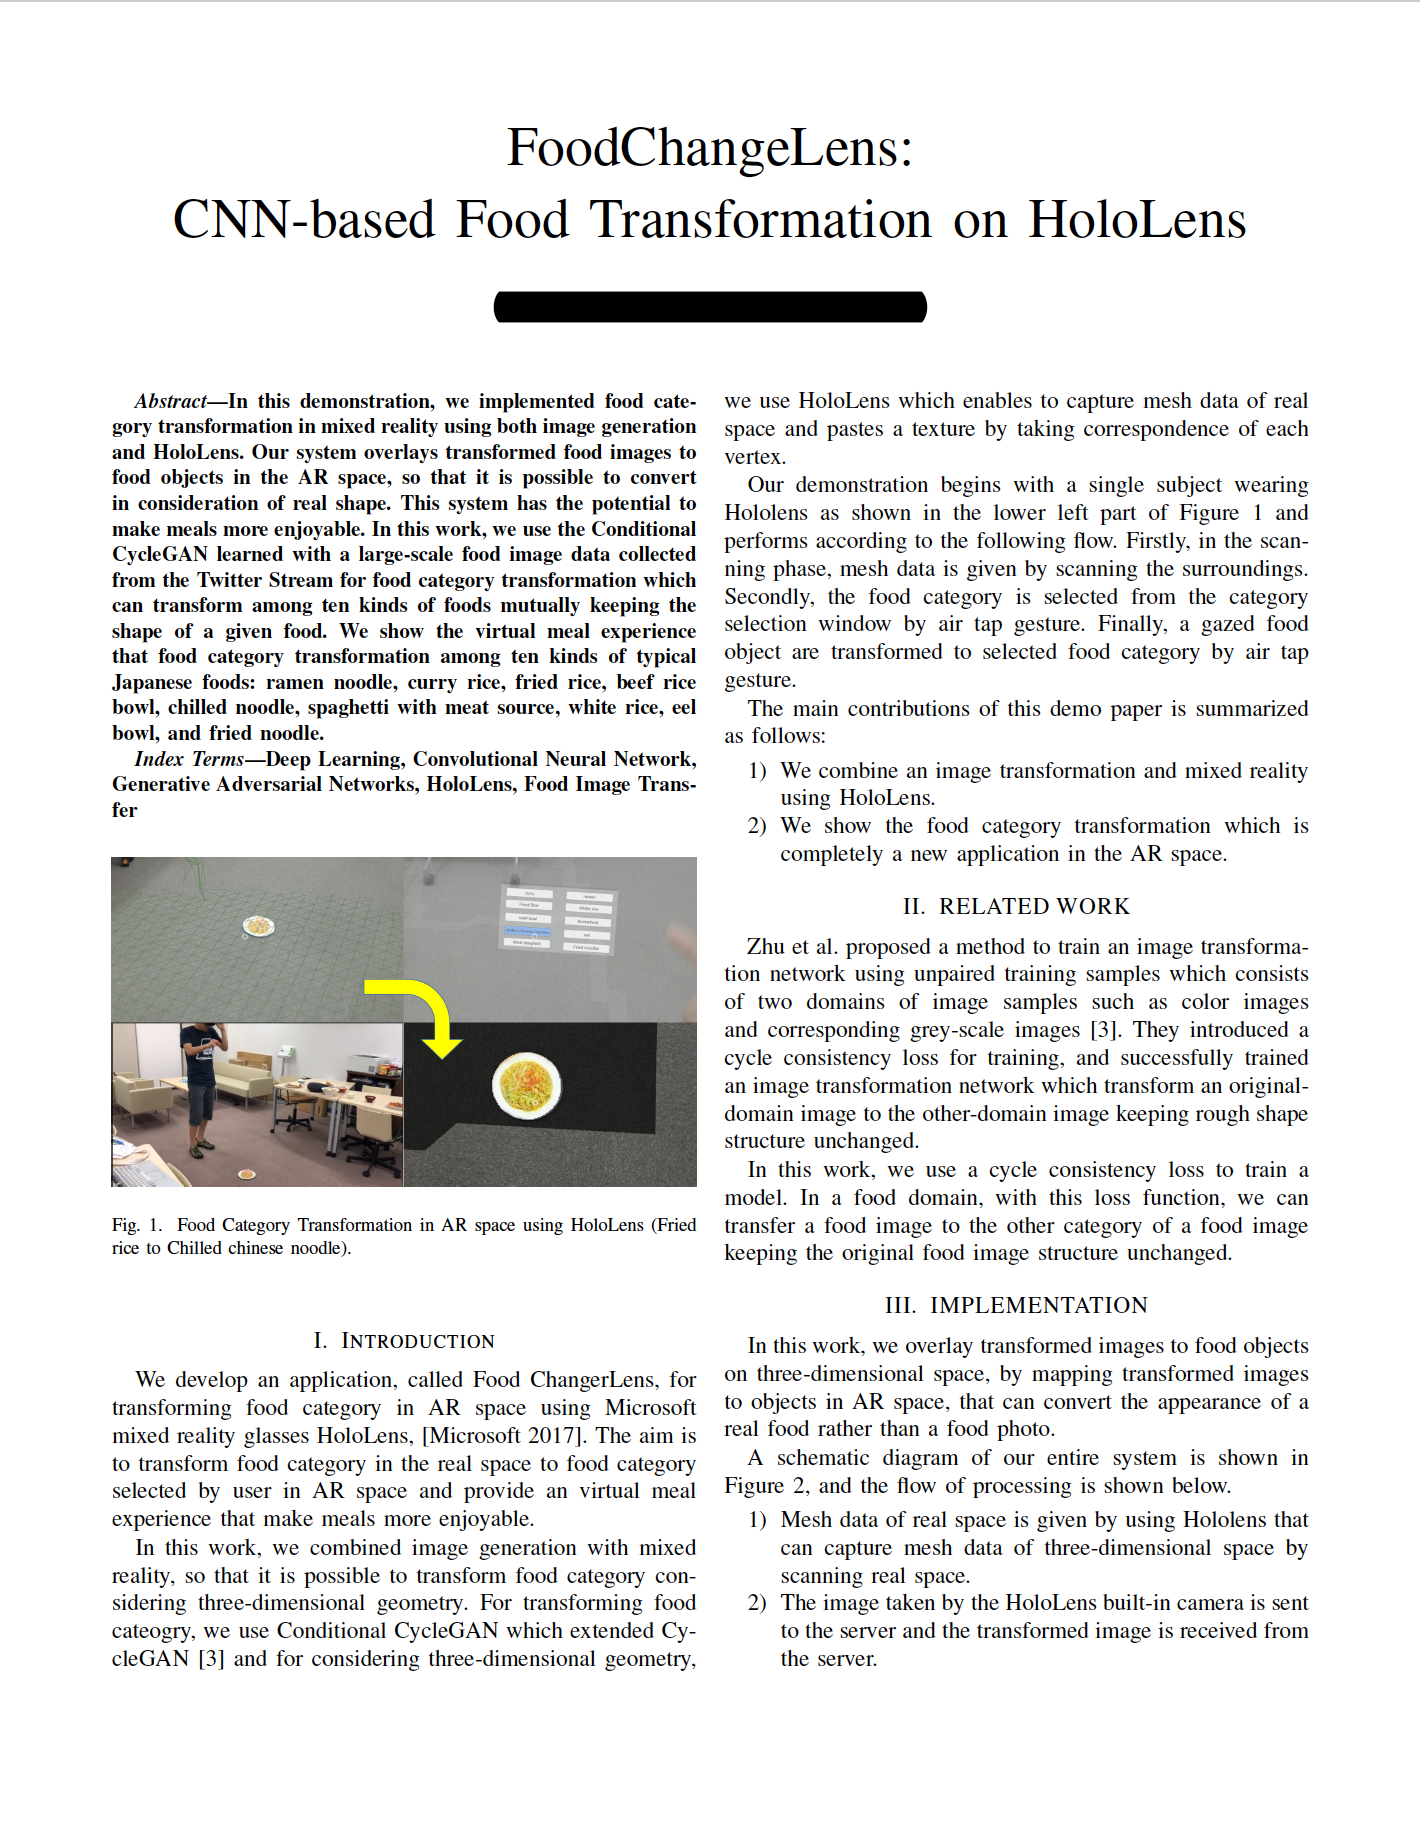 FoodChangeLens:
CNN-based Food Transformation on HoloLens
Abstract—In this demonstration, we implemented food cate-
gory transformation in mixed reality using both image generation
and HoloLens. Our system overlays transformed food images to
food objects in the AR space, so that it is possible to convert
in consideration of real shape. This system has the potential to
make meals more enjoyable. In this work, we use the Conditional
CycleGAN learned with a large-scale food image data collected
from the Twitter Stream for food category transformation which
can transform among ten kinds of foods mutually keeping the
shape of a given food. We show the virtual meal experience
that food category transformation among ten kinds of typical
Japanese foods: ramen noodle, curry rice, fried rice, beef rice
bowl, chilled noodle, spaghetti with meat source, white rice, eel
bowl, and fried noodle.
Index Terms—Deep Learning, Convolutional Neural Network,
Generative Adversarial Networks, HoloLens, Food Image Trans-
fer
curry
ramen
Fried Rice
White rice
beef bowl
eel
Meat spaghetti
Fried noodles
Fig. 1. Food Category Transformation in AR space using HoloLens (Fried
rice to Chilled chinese noodle).
I. INTRODUCTION
We develop an application, called Food ChangerLens, for
transforming food category in AR space using Microsoft
mixed reality glasses HoloLens, [Microsoft 2017]. The aim is
to transform food category in the real space to food category
selected by user in AR space and provide an virtual meal
experience that make meals more enjoyable.
In this work, we combined image generation with mixed
reality, so that it is possible to transform food category con-
sidering three-dimensional geometry. For transforming food
cateogry, we use Conditional CycleGAN which extended Cy-
cleGAN [3] and for considering three-dimensional geometry,
we use HoloLens which enables to capture mesh data of real
space and pastes a texture by taking correspondence of each
vertex.
Our demonstration begins with a single subject wearing
Hololens as shown in the lower left part of Figure 1 and
performs according to the following flow. Firstly, in the scan-
ning phase, mesh data is given by scanning the surroundings.
Secondly, the food category is selected from the category
selection window by air tap gesture. Finally, a gazed food
object are transformed to selected food category by air tap
gesture.
The main contributions of this demo paper is summarized
as follows:
1) We combine an image transformation and mixed reality
using HoloLens.
2) We show the food category transformation which is
completely a new application in the AR space.
II. RELATED WORK
Zhu et al. proposed a method to train an image transforma-
tion network using unpaired training samples which consists
of two domains of image samples such as color images
and corresponding grey-scale images [3]. They introduced a
cycle consistency loss for training, and successfully trained
an image transformation network which transform an original-
domain image to the other-domain image keeping rough shape
structure unchanged.
In this work, we use a cycle consistency loss to train a
model. In a food domain, with this loss function, we can
transfer a food image to the other category of a food image
keeping the original food image structure unchanged.
III. IMPLEMENTATION
In this work, we overlay transformed images to food objects
on three-dimensional space, by mapping transformed images
to objects in AR space, that can convert the appearance of a
real food rather than a food photo.
A schematic diagram of our entire system is shown in
Figure 2, and the flow of processing is shown below.
1) Mesh data of real space is given by using Hololens that
can capture mesh data of three-dimensional space by
scanning real space.
2) The image taken by the HoloLens built-in camera is sent
to the server and the transformed image is received from
the server.